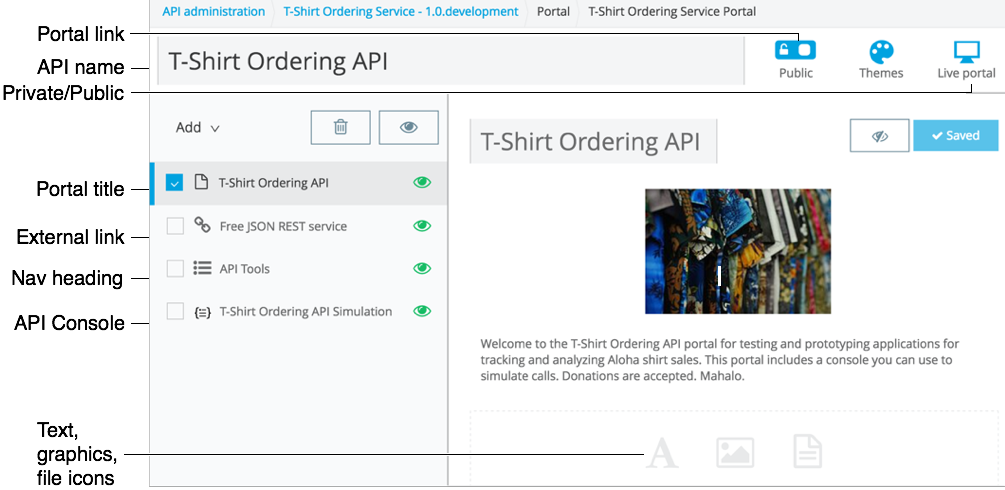 API administration T-Shirt Ordering Service - 1.0.development Portal T-Shirt Ordering Service Portal
Portal link
API name
Private/Public
T-Shirt Ordering API
Public
Themes
Live portal
Add
Portal title
T-Shirt Ordering API
External link
Free JSON REST service
Nav heading
API Tools
API Console
T-Shirt Ordering API Simulation
T-Shirt Ordering API
Saved
Welcome to the T-Shirt Ordering API portal for testing and prototyping applications for
tracking and analyzing Aloha shirt sales. This portal includes a console you can use to
simulate calls. Donations are accepted. Mahalo.
Text,
graphics,
file icons
A